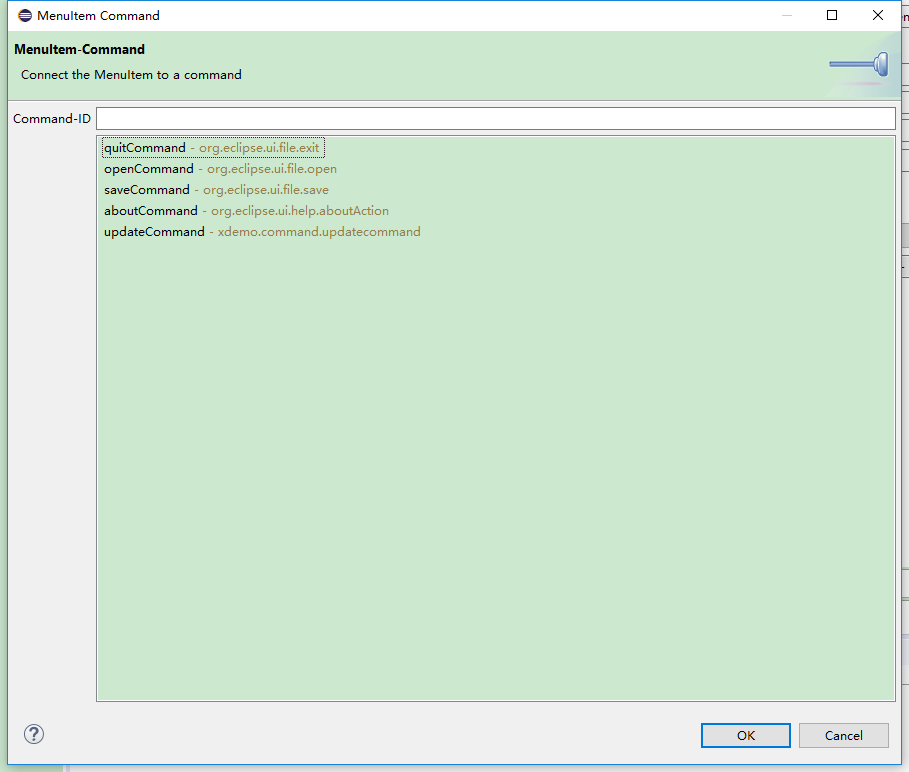 MenuItem Command
MenuItem-Command
Connect the MenuItem to a command
Command-ID
quitCommand - org.eclipse.ui.file.exit
openCommand - org.eclipse.ui.file.open
saveCommand - org.eclipse.ui.file.save
aboutCommand - org.eclipse.ui.help.aboutAction
updateCommand - xdemo.command.updatecommand
?
OK
Cancel